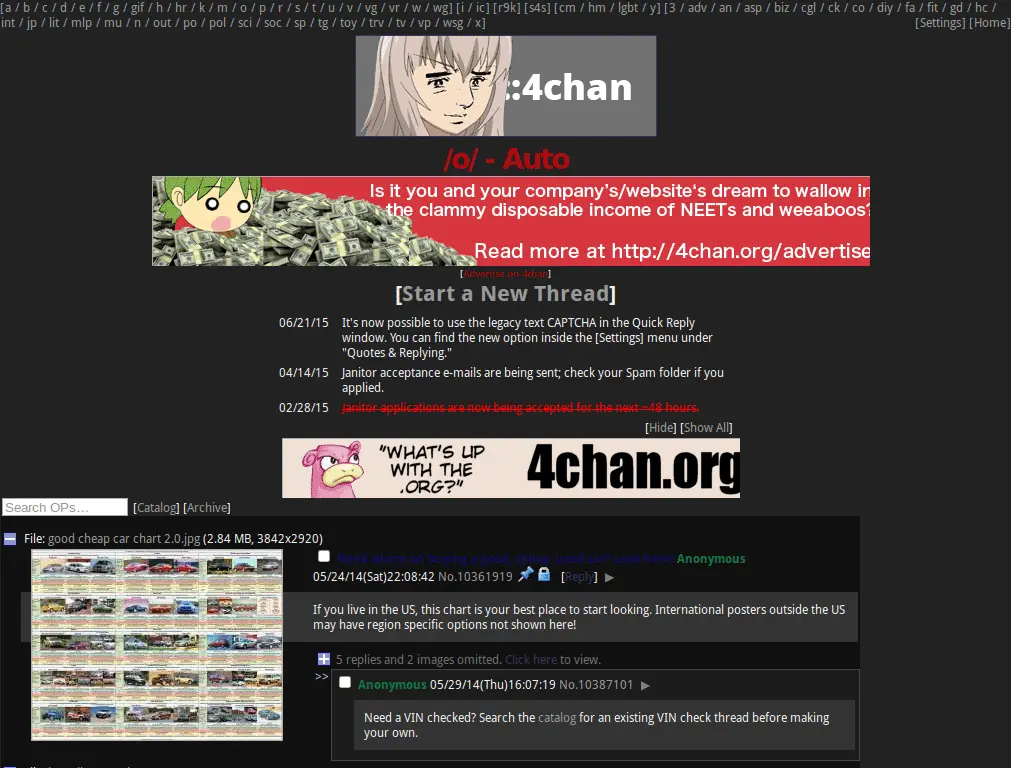 [a / b / c / d / e / f / g / gif / h / hr / k / m / o / p / r / s / t / u / v / vg / vr / w / wg] [i / ic] [r9k] [s4s] [cm / hm / lgbt / y] [3 / adv / an / asp / biz / cgl / ck / co / diy / fa / fit / gd / hc /
int / jp / lit / mlp / mu / n / out / po / pol / sci / soc / sp / tg / toy / trv / tv / vp / wsg / x]
[Settings] [Home]
::4chan
/o/ - Auto
Is it you and your company's/website's dream to wallow in
the clammy disposable income of NEETs and weeaboos?
Read more at http://4chan.org/advertise
[Advertise on 4chan]
[Start a New Thread]
06/21/15 It's now possible to use the legacy text CAPTCHA in the Quick Reply
window. You can find the new option inside the [Settings] menu under
"Quotes & Replying."
04/14/15 Janitor acceptance e-mails are being sent; check your Spam folder if you
applied.
02/28/15 Janitor applications are now being accepted for the next ~48 hours.
[Hide] [Show All]
"WHAT'S UP
WITH THE
.ORG?"
4chan.org
Search OPs... [Catalog] [Archive]
File: good cheap car chart 2.0.jpg (2.84 MB, 3842x2920)
Anonymous
05/24/14(Sat)22:08:42 No.10361919 [Reply] ▶
If you live in the US, this chart is your best place to start looking. International posters outside the US
may have region specific options not shown here!
5 replies and 2 images omitted. Click here to view.
>> Anonymous 05/29/14(Thu)16:07:19 No.10387101 ▶
Need a VIN checked? Search the catalog for an existing VIN check thread before making
your own.